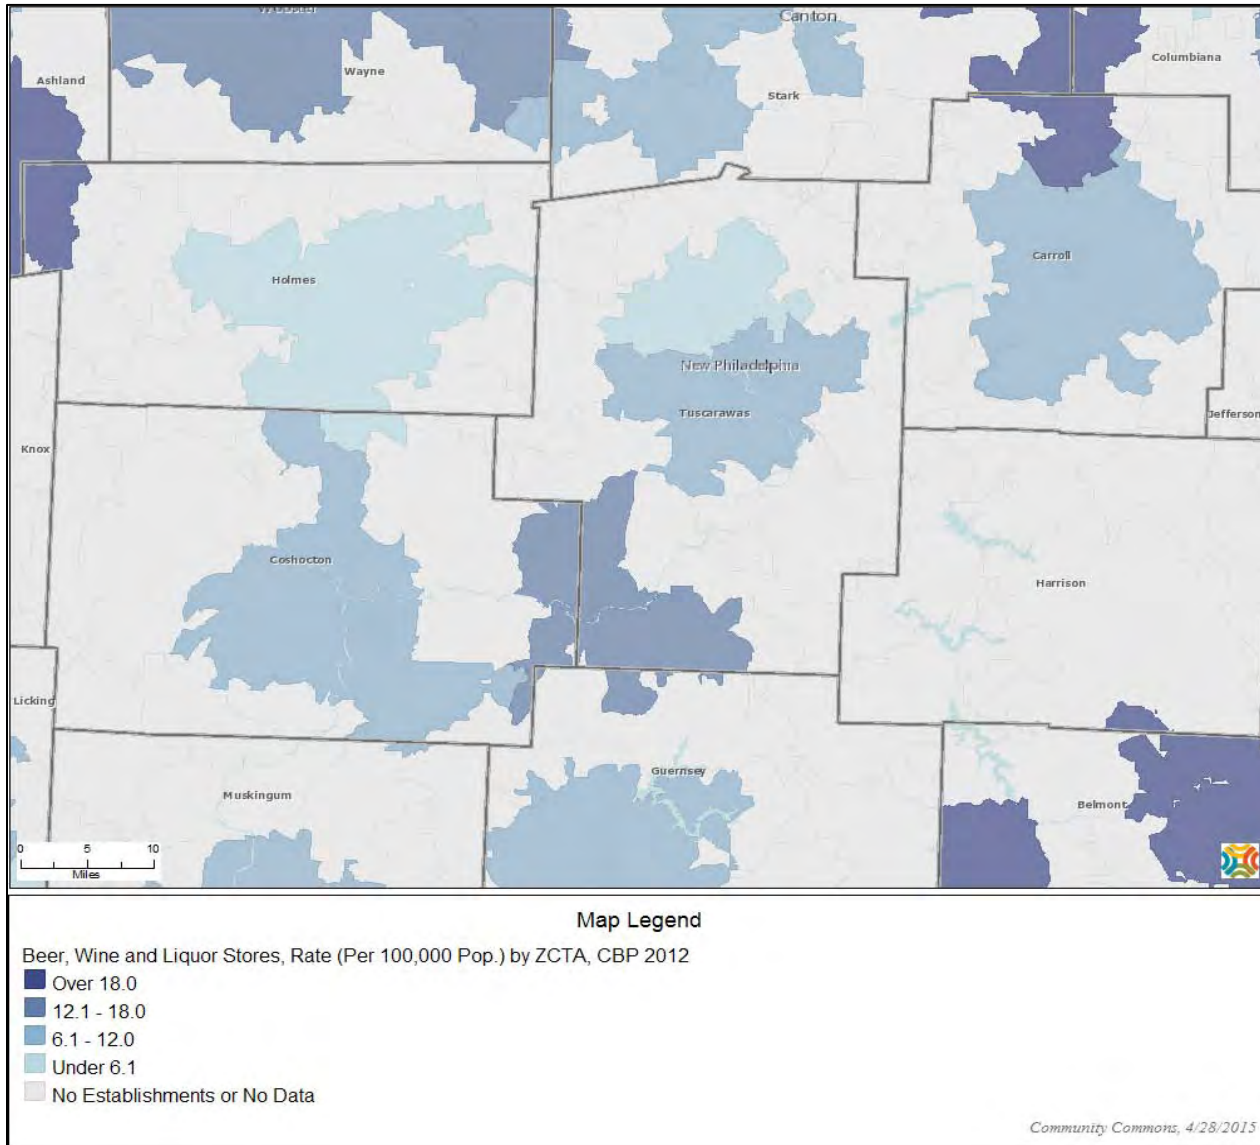 Canton
Columbiana
Wayne
Ashland
Stark
Carroll
Holmes
New Philadelphia
Tuscarawas
Jefferson
Knox
Coshocton
Harrison
Licking
Guernsey
Muskingum
Belmont
0 5 10
Miles
Map Legend
Beer, Wine and Liquor Stores, Rate (Per 100,000 Pop.) by ZCTA, CBP 2012
Over 18.0
12.1 - 18.0
6.1 - 12.0
Under 6.1
No Establishments or No Data
Community Commons, 4/28/2015